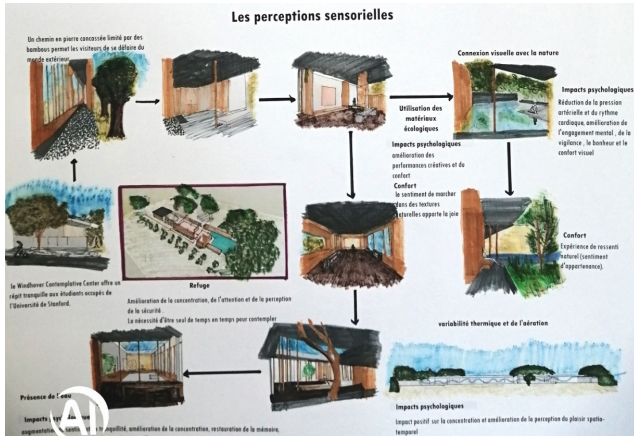 Les perceptions sensorielles
Un chemin en pierre concassée limité par des
bambous permet les visiteurs de se défaire du
monde extérieur.
Connexion visuelle avec la nature
Impacts psychologiques
Réduction de la pression
artérielle et du rythme
cardiaque, amélioration de
l'engagement mental, de la
vigilance, le bonheur et le
confort visuel
Utilisation des
matériaux
écologiques
Impacts psychologiques
amélioration des
performances créatives et du
confort
Confort
le sentiment de marcher
dans des textures
naturelles apporte la joie
Confort
Expérience de ressenti
naturel (sentiment
d'appartenance).
le Windhover Contemplative Center offre un
répit tranquille aux étudiants occupés de
l'Université de Stanford.
Refuge
Amélioration de la concentration, de l'attention et de la perception
de la sécurité.
La nécessité d'être seul de temps en temps pour contempler
variabilité thermique et de l'aération
Impacts psychologiques
Impact positif sur la concentration et amélioration de la perception du plaisir spatio-
temporel
Présence de l'eau
Impacts
tranquillité, amélioration de la concentration, restauration de la mémoire,